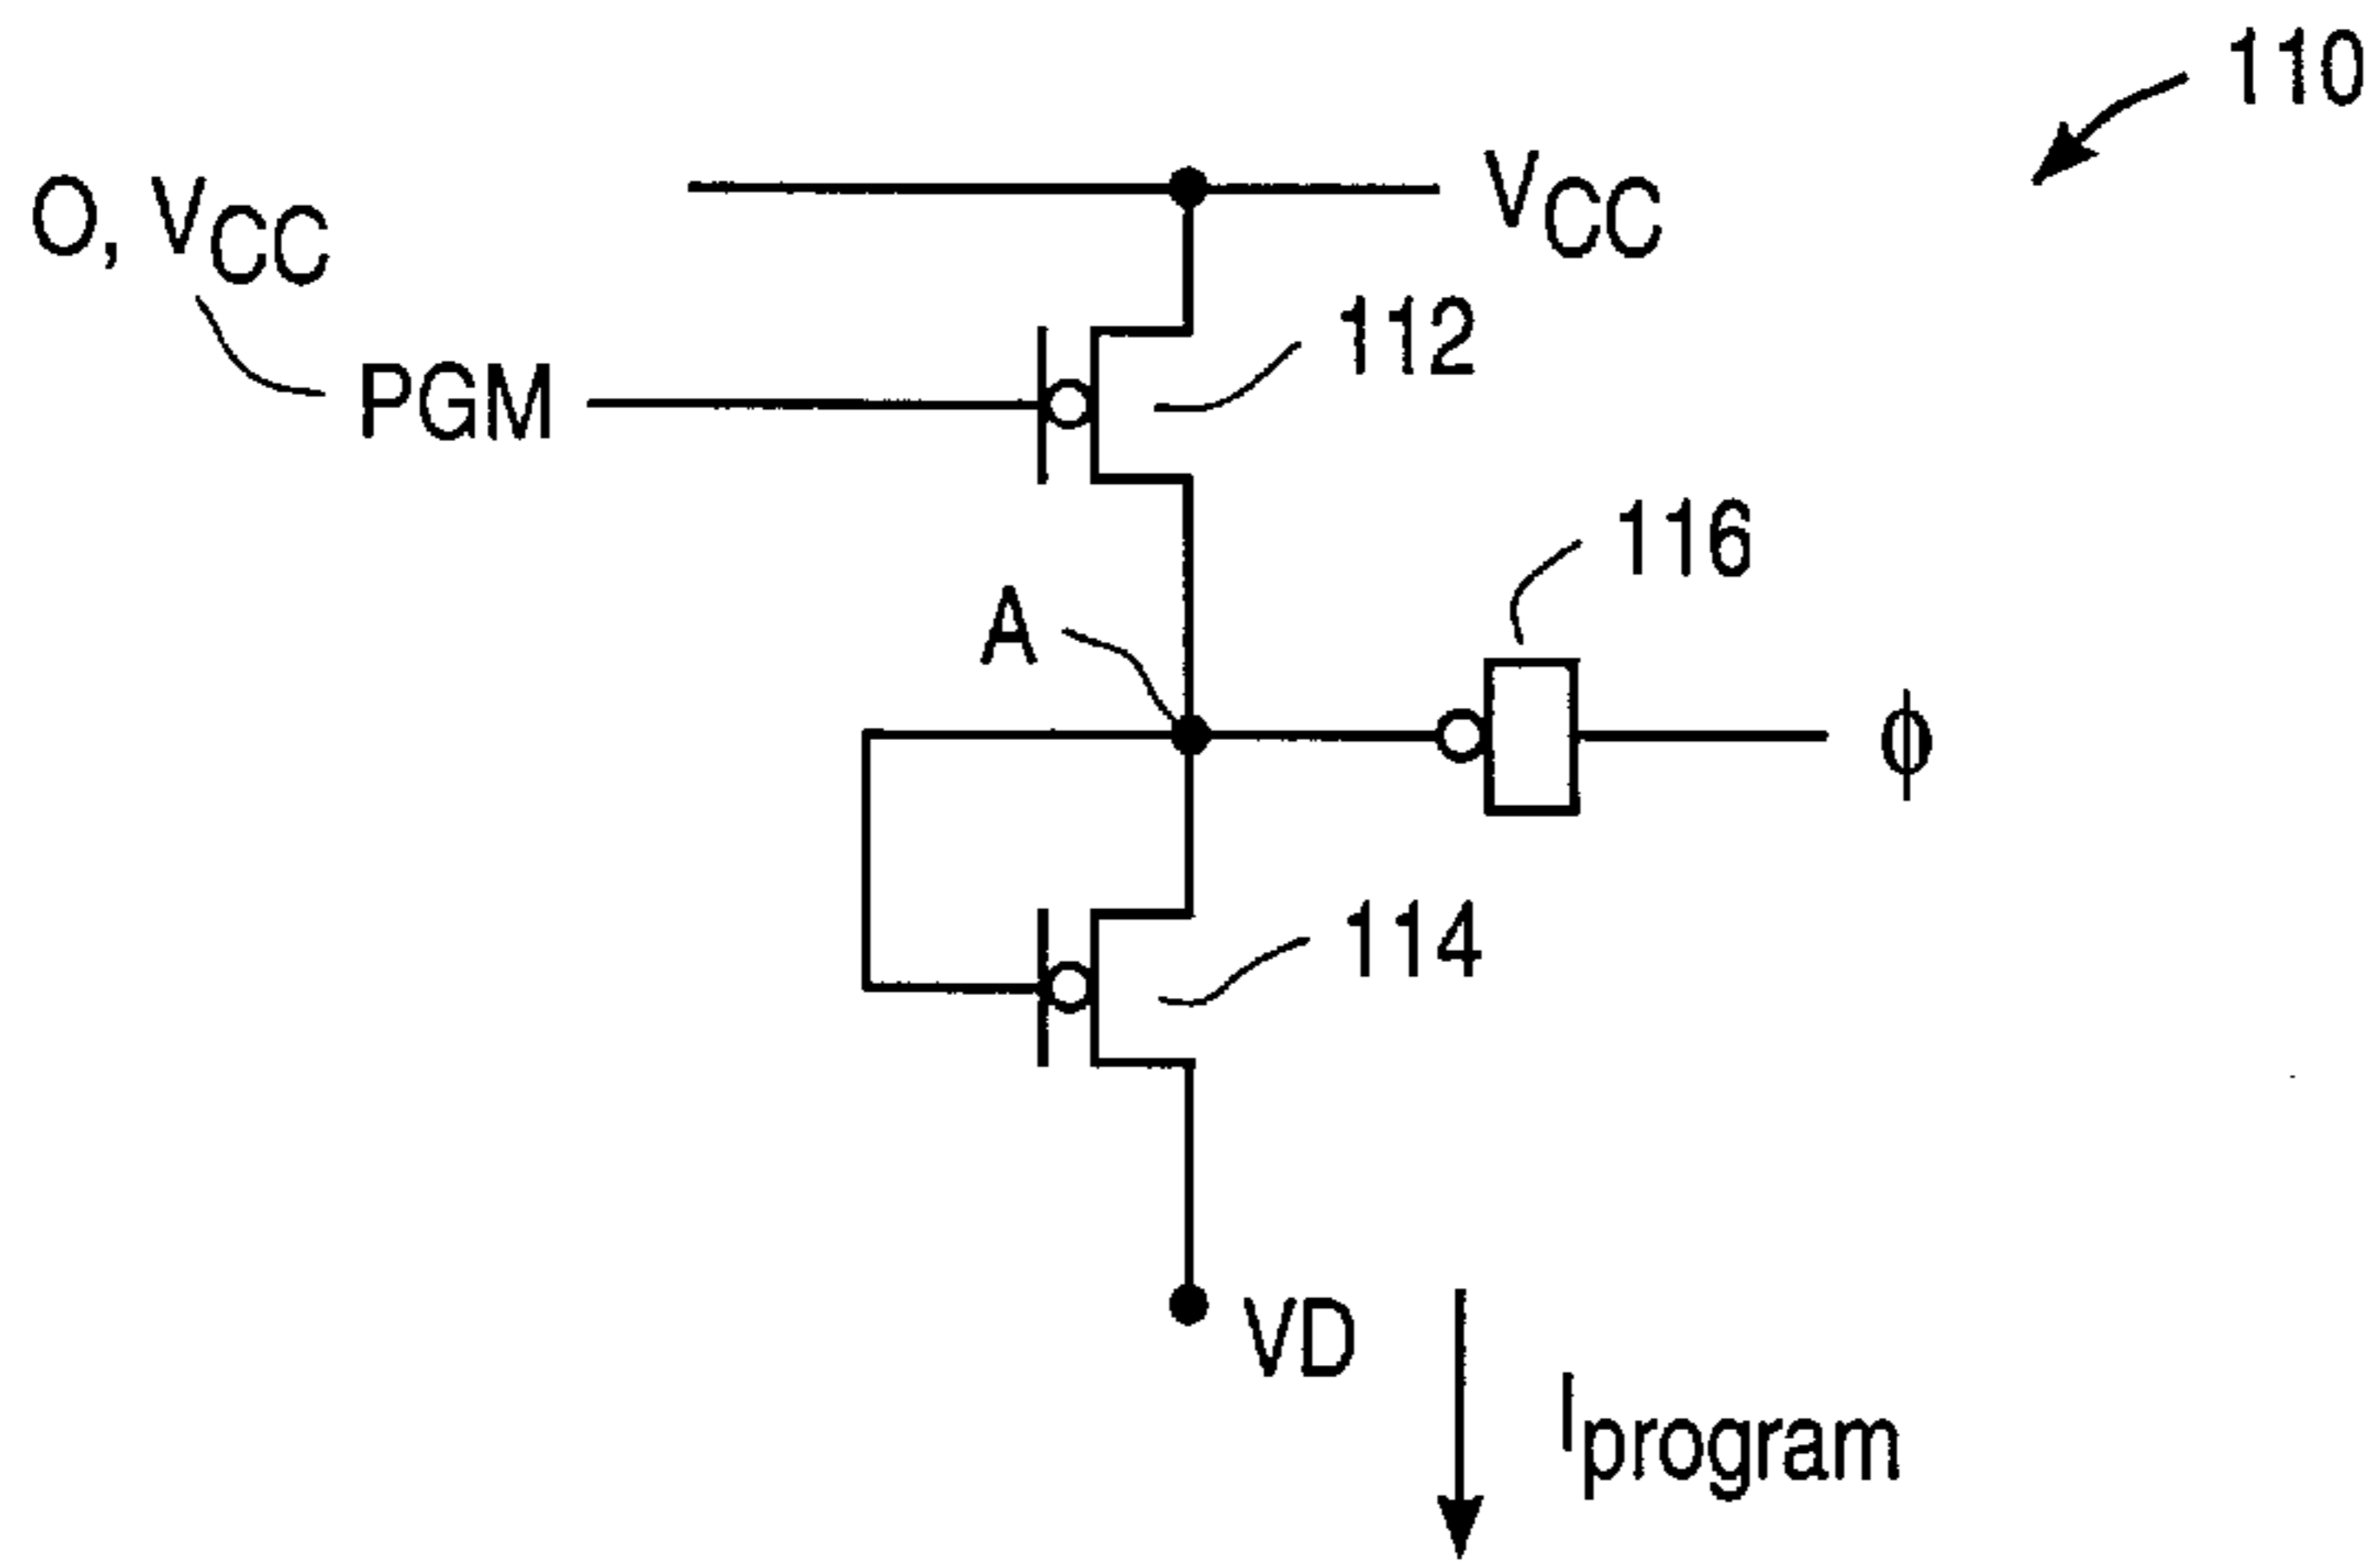 110
O, VCC
VCC
PGM
112
116
A
ϕ
114
VD
Iprogram